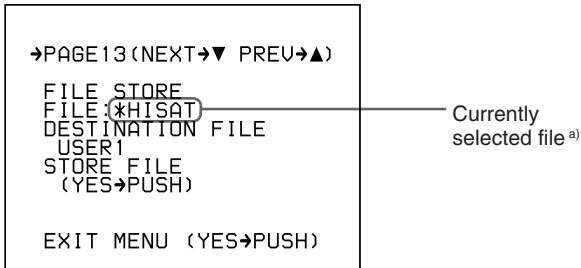 ➔PAGE13(NEXT➔▼ PREV➔▲)
FILE STORE
FILE:*HISAT
DESTINATION FILE
USER1
STORE FILE
(YES➔PUSH)
EXIT MENU (YES➔PUSH)
Currently
selected file a)